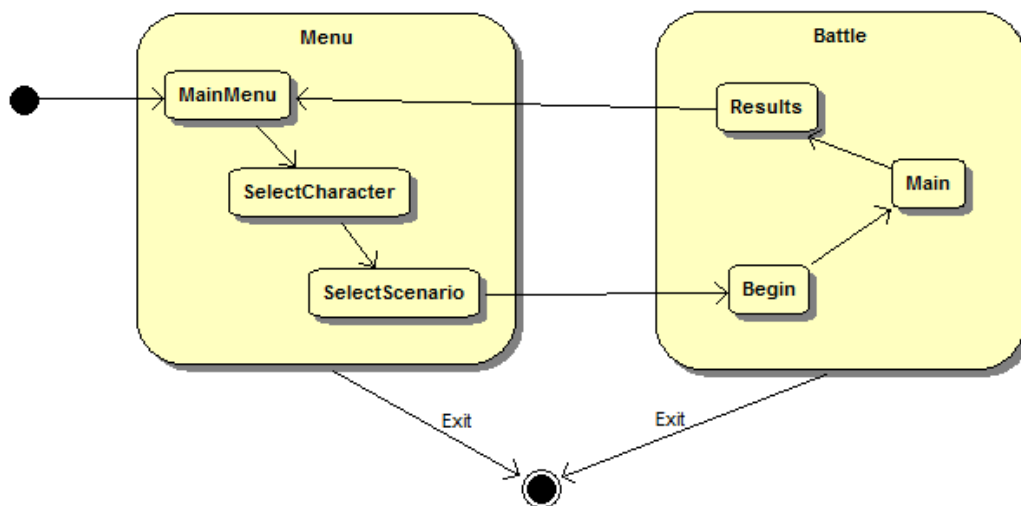 Menu
MainMenu
SelectCharacter
SelectScenario
Battle
Results
Main
Begin
Exit
Exit